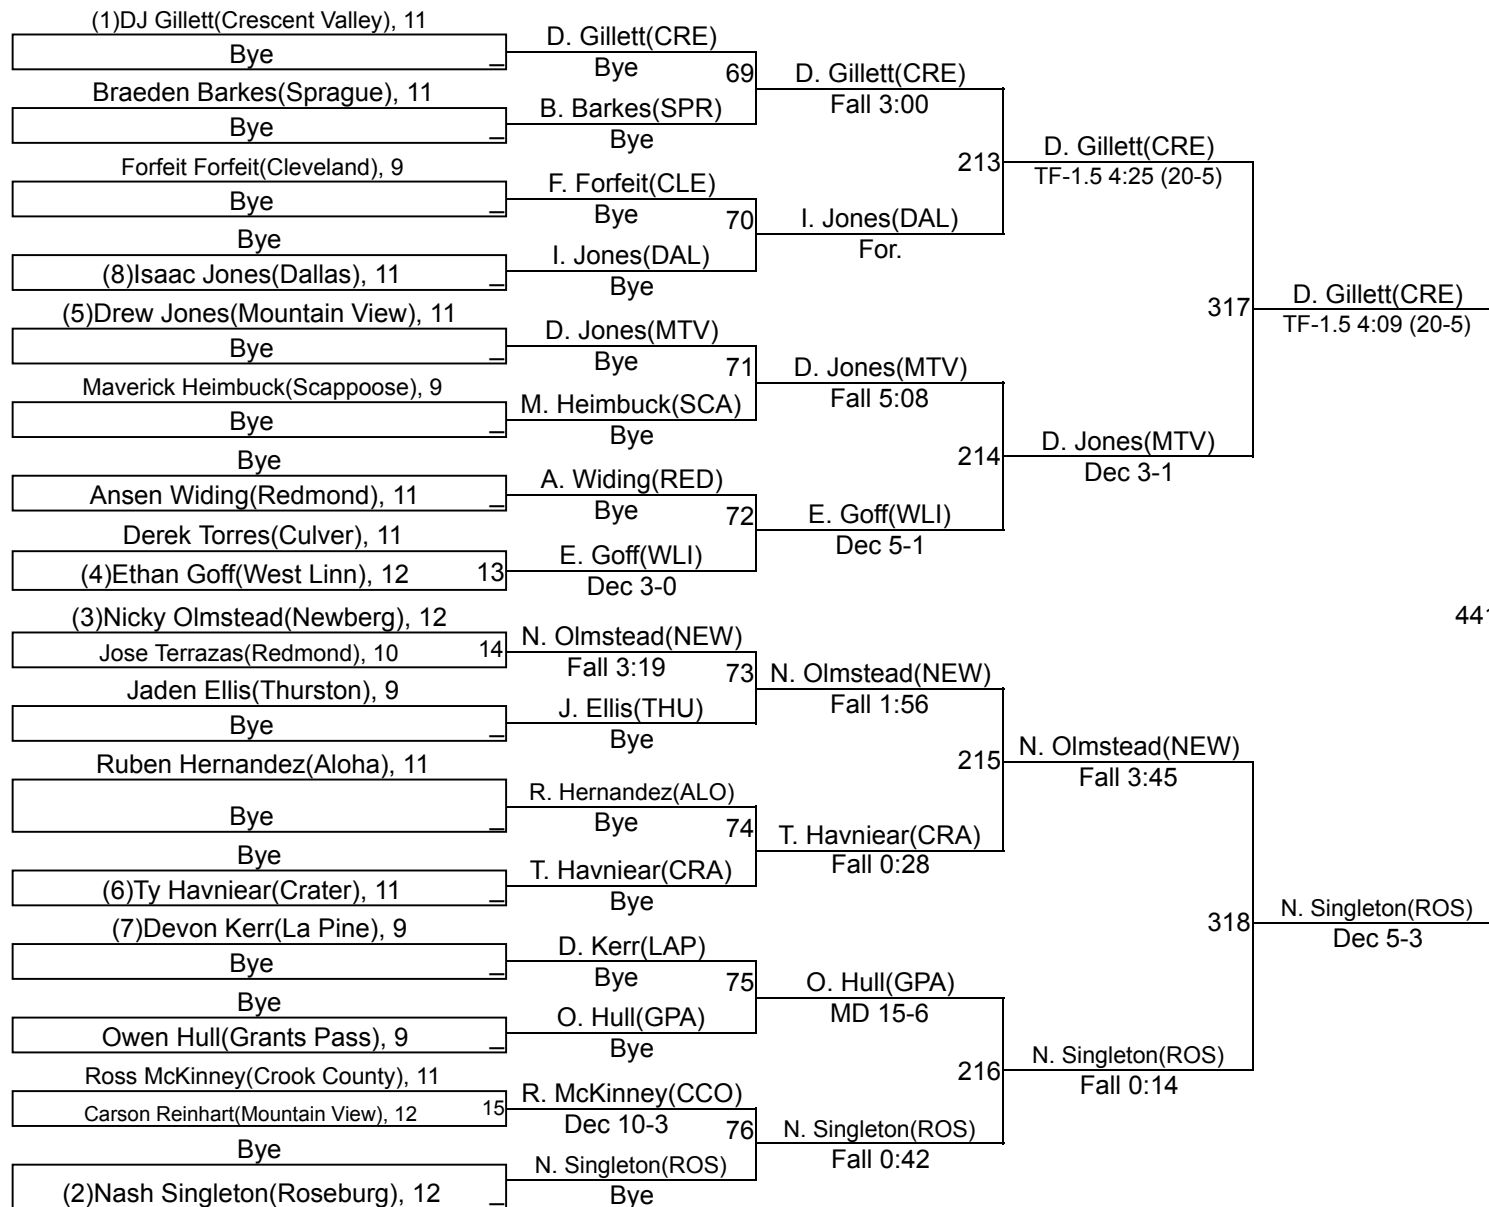 (1)DJ Gillett(Crescent Valley), 11
Bye
_
Braeden Barkes(Sprague), 11
Bye
_
Forfeit Forfeit(Cleveland), 9
Bye
_
Bye
(8)Isaac Jones(Dallas), 11
_
(5)Drew Jones(Mountain View), 11
Bye
_
Maverick Heimbuck(Scappoose), 9
Bye
_
Bye
Ansen Widing(Redmond), 11
_
Derek Torres(Culver), 11
(4)Ethan Goff(West Linn), 12
13
(3)Nicky Olmstead(Newberg), 12
Jose Terrazas(Redmond), 10
14
Jaden Ellis(Thurston), 9
Bye
_
Ruben Hernandez(Aloha), 11
Bye
_
Bye
(6)Ty Havniear(Crater), 11
_
(7)Devon Kerr(La Pine), 9
Bye
_
Bye
Owen Hull(Grants Pass), 9
_
Ross McKinney(Crook County), 11
Carson Reinhart(Mountain View), 12
15
Bye
(2)Nash Singleton(Roseburg), 12
_
D. Gillett(CRE)
Bye
69
B. Barkes(SPR)
Bye
F. Forfeit(CLE)
Bye
70
I. Jones(DAL)
Bye
D. Jones(MTV)
Bye
71
M. Heimbuck(SCA)
Bye
A. Widing(RED)
Bye
72
E. Goff(WLI)
Dec 3-0
N. Olmstead(NEW)
Fall 3:19
73
J. Ellis(THU)
Bye
R. Hernandez(ALO)
Bye
74
T. Havniear(CRA)
Bye
D. Kerr(LAP)
Bye
75
O. Hull(GPA)
Bye
R. McKinney(CCO)
Dec 10-3
76
N. Singleton(ROS)
Bye
D. Gillett(CRE)
Fall 3:00
213
I. Jones(DAL)
For.
D. Jones(MTV)
Fall 5:08
214
E. Goff(WLI)
Dec 5-1
N. Olmstead(NEW)
Fall 1:56
215
T. Havniear(CRA)
Fall 0:28
O. Hull(GPA)
MD 15-6
216
N. Singleton(ROS)
Fall 0:42
D. Gillett(CRE)
TF-1.5 4:25 (20-5)
317
D. Jones(MTV)
Dec 3-1
N. Olmstead(NEW)
Fall 3:45
318
N. Singleton(ROS)
Fall 0:14
D. Gillett(CRE)
TF-1.5 4:09 (20-5)
441
N. Singleton(ROS)
Dec 5-3